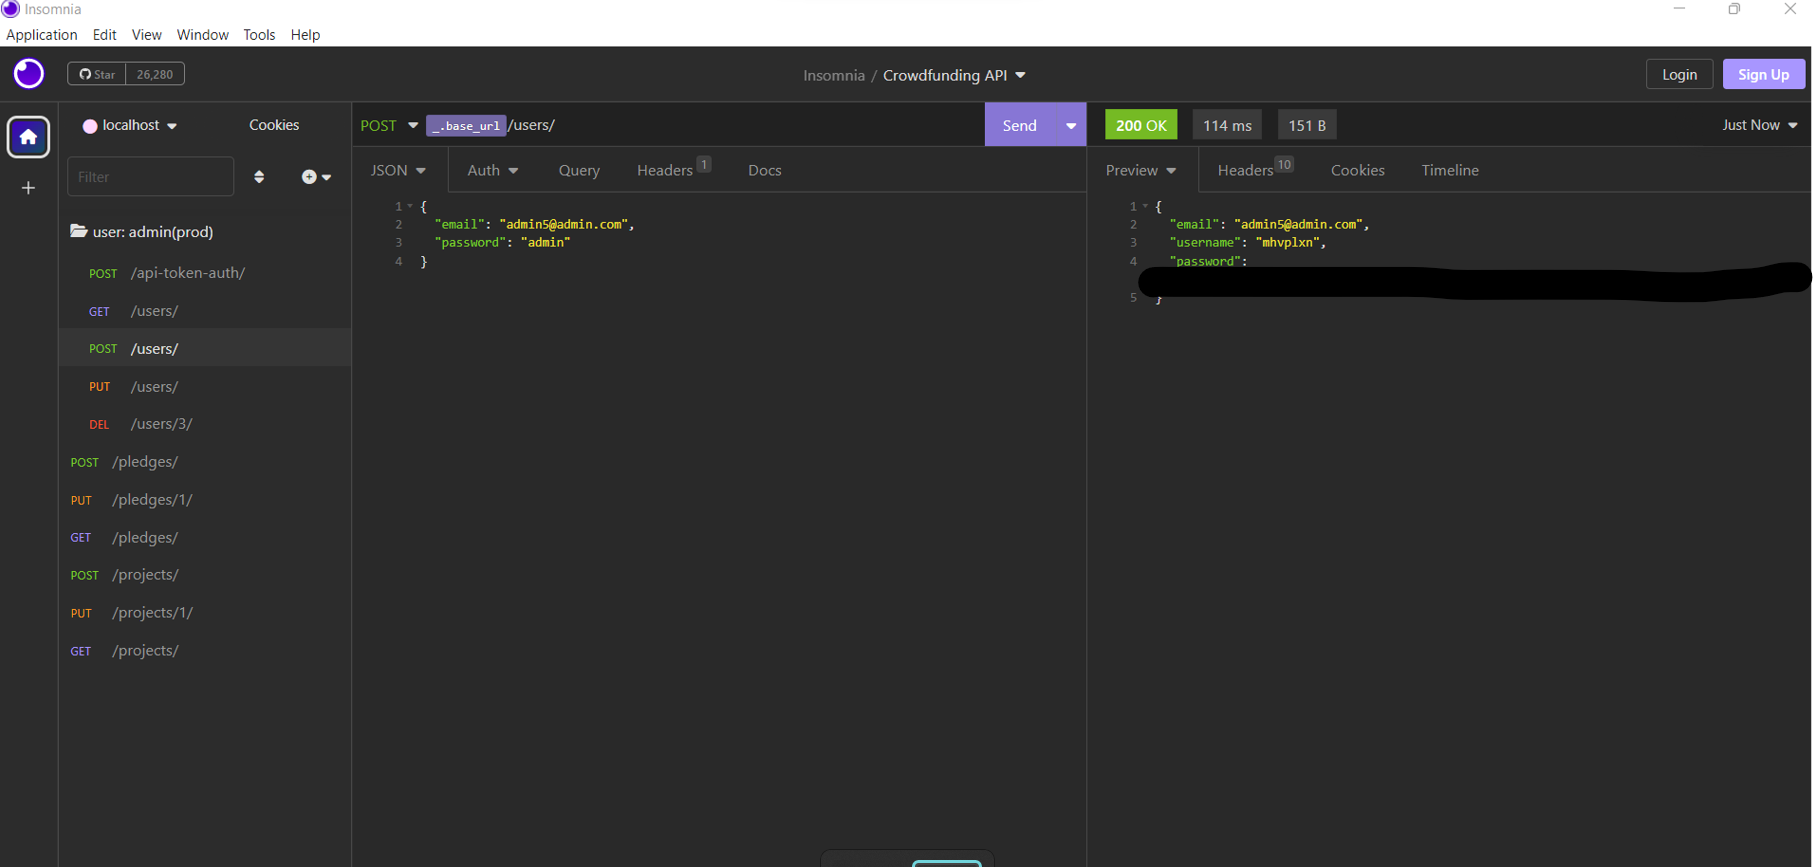 Insomnia
Application Edit View Window Tools Help
Star 26,280
Insomnia / Crowdfunding API
Login Sign Up
localhost Cookies
POST _.base_url /users/
Send
200 OK 114 ms 151 B
Just Now
Filter
JSON Auth Query Headers 1 Docs
Preview Headers 10 Cookies Timeline
user: admin(prod)
POST /api-token-auth/
GET /users/
POST /users/
PUT /users/
DEL /users/3/
POST /pledges/
PUT /pledges/1/
GET /pledges/
POST /projects/
PUT /projects/1/
GET /projects/
1 {
2 "email": "admin5@admin.com",
3 "password": "admin"
4 }
1 {
2 "email": "admin5@admin.com",
3 "username": "mhvplxn",
4 "password":
5 }